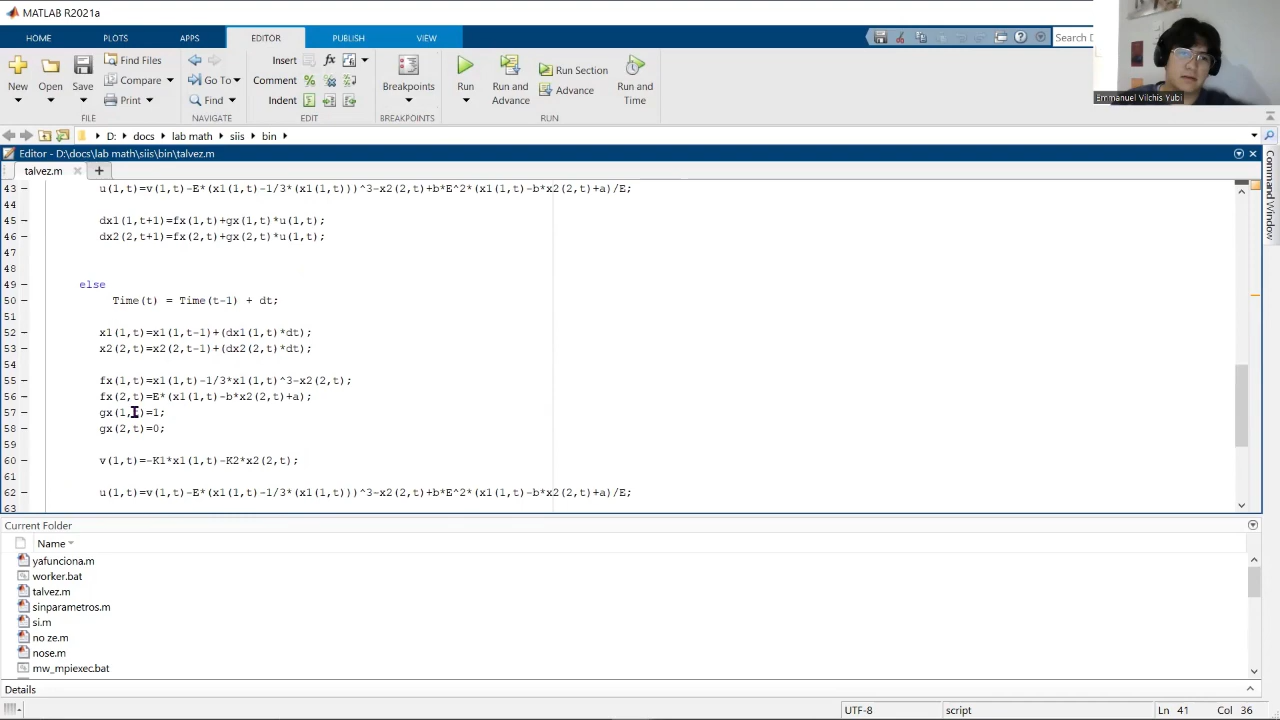 MATLAB R2021a
HOME PLOTS APPS EDITOR PUBLISH VIEW
Search D
New Open Save Find Files Compare Print
Go To Find
Insert Comment Indent
Breakpoints
Run Run and Advance Run Section Advance Run and Time
FILE NAVIGATE EDIT BREAKPOINTS RUN
Emmanuel Vilchis Yubi
D: ▸ docs ▸ lab math ▸ siis ▸ bin ▸
Editor - D:\docs\lab math\siis\bin\talvez.m
talvez.m
Command Window
43 – u(1,t)=v(1,t)-E*(x1(1,t)-1/3*(x1(1,t)))^3-x2(2,t)+b*E^2*(x1(1,t)-b*x2(2,t)+a)/E;
44
45 – dx1(1,t+1)=fx(1,t)+gx(1,t)*u(1,t);
46 – dx2(2,t+1)=fx(2,t)+gx(2,t)*u(1,t);
47
48
49 – else
50 – Time(t) = Time(t-1) + dt;
51
52 – x1(1,t)=x1(1,t-1)+(dx1(1,t)*dt);
53 – x2(2,t)=x2(2,t-1)+(dx2(2,t)*dt);
54
55 – fx(1,t)=x1(1,t)-1/3*x1(1,t)^3-x2(2,t);
56 – fx(2,t)=E*(x1(1,t)-b*x2(2,t)+a);
57 – gx(1,t)=1;
58 – gx(2,t)=0;
59
60 – v(1,t)=-K1*x1(1,t)-K2*x2(2,t);
61
62 – u(1,t)=v(1,t)-E*(x1(1,t)-1/3*(x1(1,t)))^3-x2(2,t)+b*E^2*(x1(1,t)-b*x2(2,t)+a)/E;
63
Current Folder
Name
yafunciona.m
worker.bat
talvez.m
sinparametros.m
si.m
no ze.m
nose.m
mw_mpiexec.bat
Details
UTF-8 script Ln 41 Col 36